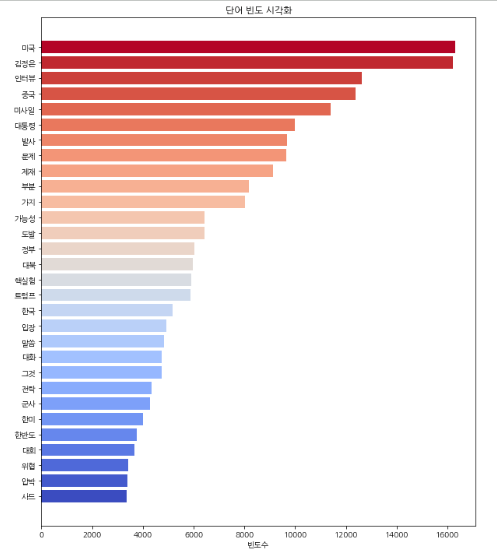 단어 빈도 시각화
미국
김정은
인터뷰
중국
미사일
대통령
발사
문제
제재
부분
가지
가능성
도발
정부
대북
핵실험
트럼프
한국
입장
말씀
대화
그것
전략
군사
한미
한반도
대회
위협
압박
사드
0 2000 4000 6000 8000 10000 12000 14000 16000
빈도수